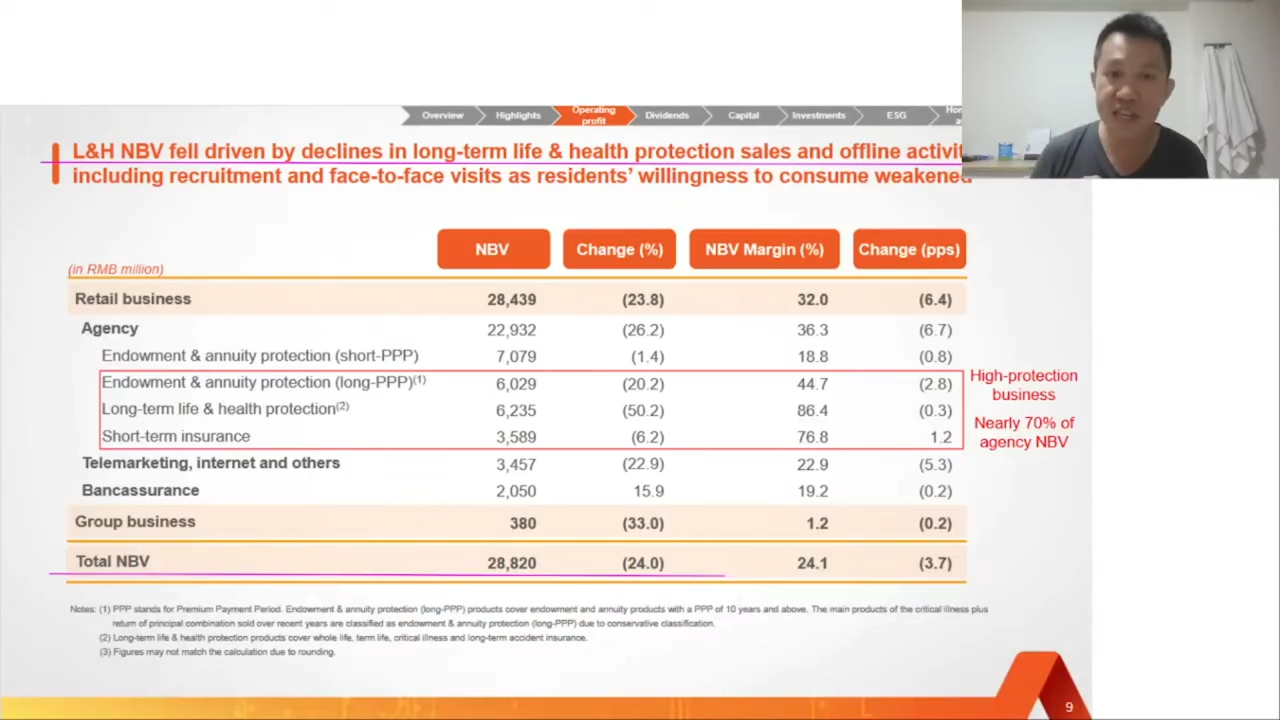 Overview Highlights Operating profit Dividends Capital Investments ESG
L&H NBV fell driven by declines in long-term life & health protection sales and offline
including recruitment and face-to-face visits as residents' willingness to consume weakened
(in RMB million) NBV Change (%) NBV Margin (%) Change (pps)
Retail business 28,439 (23.8) 32.0 (6.4)
Agency 22,932 (26.2) 36.3 (6.7)
Endowment & annuity protection (short-PPP) 7,079 (1.4) 18.8 (0.8)
Endowment & annuity protection (long-PPP)(1) 6,029 (20.2) 44.7 (2.8)
Long-term life & health protection(2) 6,235 (50.2) 86.4 (0.3)
Short-term insurance 3,589 (6.2) 76.8 1.2
High-protection
business
Nearly 70% of
agency NBV
Telemarketing, internet and others 3,457 (22.9) 22.9 (5.3)
Bancassurance 2,050 15.9 19.2 (0.2)
Group business 380 (33.0) 1.2 (0.2)
Total NBV 28,820 (24.0) 24.1 (3.7)
Notes: (1) PPP stands for Premium Payment Period. Endowment & annuity protection (long-PPP) products cover endowment and annuity products with a PPP of 10 years and above. The main products of the critical illness plus
return of principal combination sold over recent years are classified as endowment & annuity protection (long-PPP) due to conservative classification.
(2) Long-term life & health protection products cover whole life, term life, critical illness and long-term accident insurance.
(3) Figures may not match the calculation due to rounding.
9